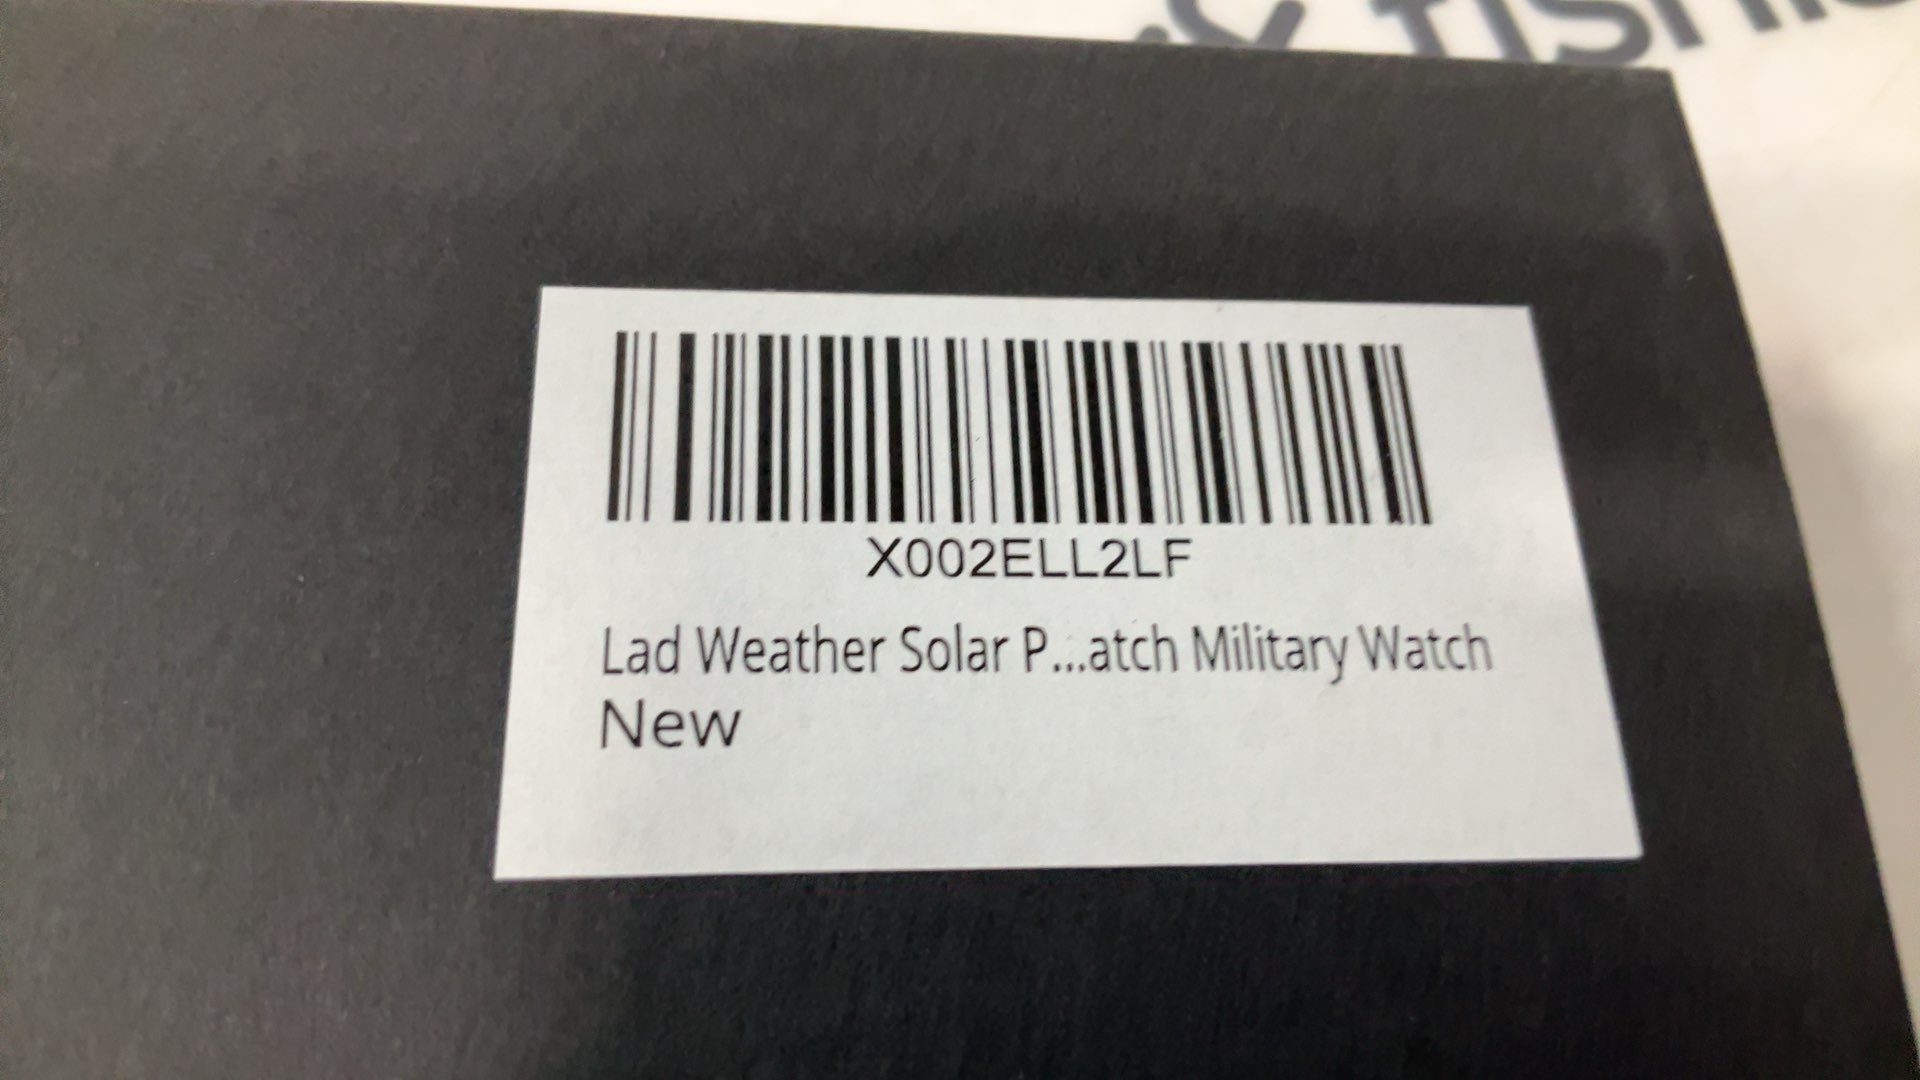 X002ELL2LF
Lad Weather Solar P...atch Military Watch
New